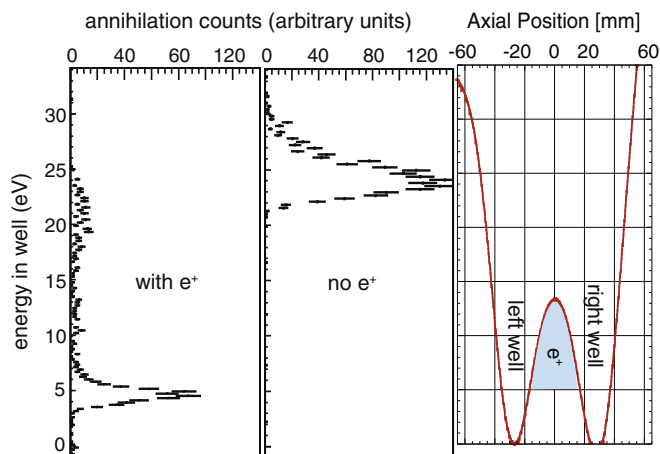 annihilation counts (arbitrary units)
Axial Position [mm]
0 40 80 120
0 40 80 120
-60 -20 0 20 60
energy in well (eV)
30
25
20
15
10
5
0
with e⁺
no e⁺
left well
e⁺
right well